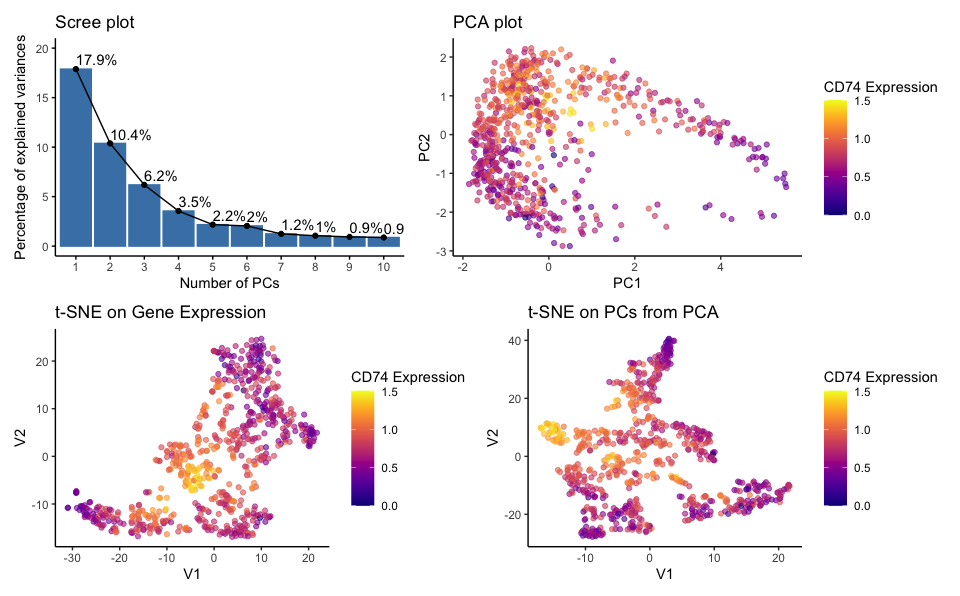 Scree plot
Percentage of explained variances
20
15
10
5
0
17.9%
10.4%
6.2%
3.5%
2.2%
2%
1.2%
1%
0.9%
0.9
1 2 3 4 5 6 7 8 9 10
Number of PCs
PCA plot
PC2
2
1
0
-1
-2
-3
-2 0 2 4
PC1
CD74 Expression
1.5
1.0
0.5
0.0
t-SNE on Gene Expression
V2
20
10
0
-10
-30 -20 -10 0 10 20
V1
CD74 Expression
1.5
1.0
0.5
0.0
t-SNE on PCs from PCA
V2
40
20
0
-20
-10 0 10 20
V1
CD74 Expression
1.5
1.0
0.5
0.0